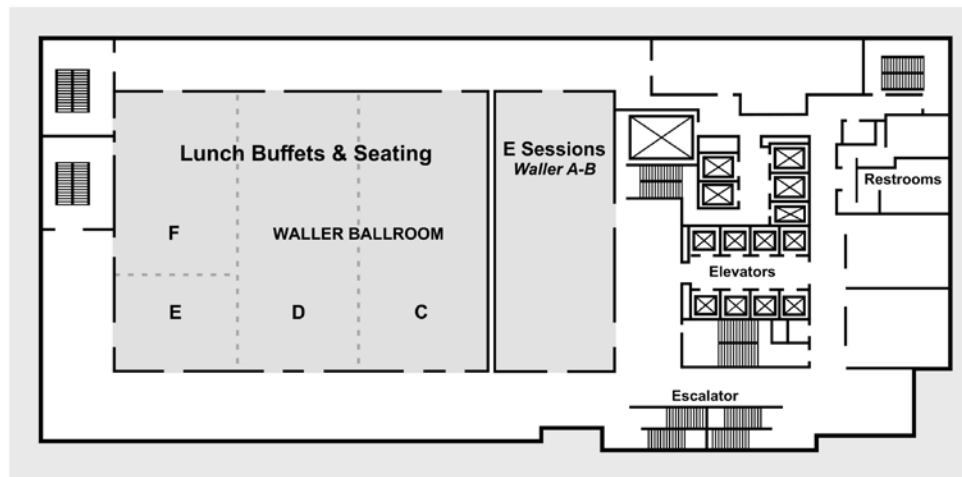 Lunch Buffets & Seating
E Sessions
Waller A-B
Restrooms
F
WALLER BALLROOM
Elevators
E
D
C
Escalator